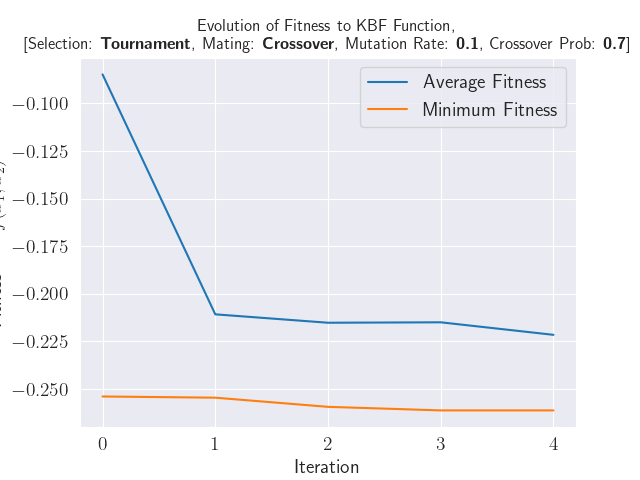 Evolution of Fitness to KBF Function,
[Selection: Tournament, Mating: Crossover, Mutation Rate: 0.1, Crossover Prob: 0.7]
Average Fitness
Minimum Fitness
−0.100
−0.125
−0.150
−0.175
−0.200
−0.225
−0.250
0 1 2 3 4
Iteration